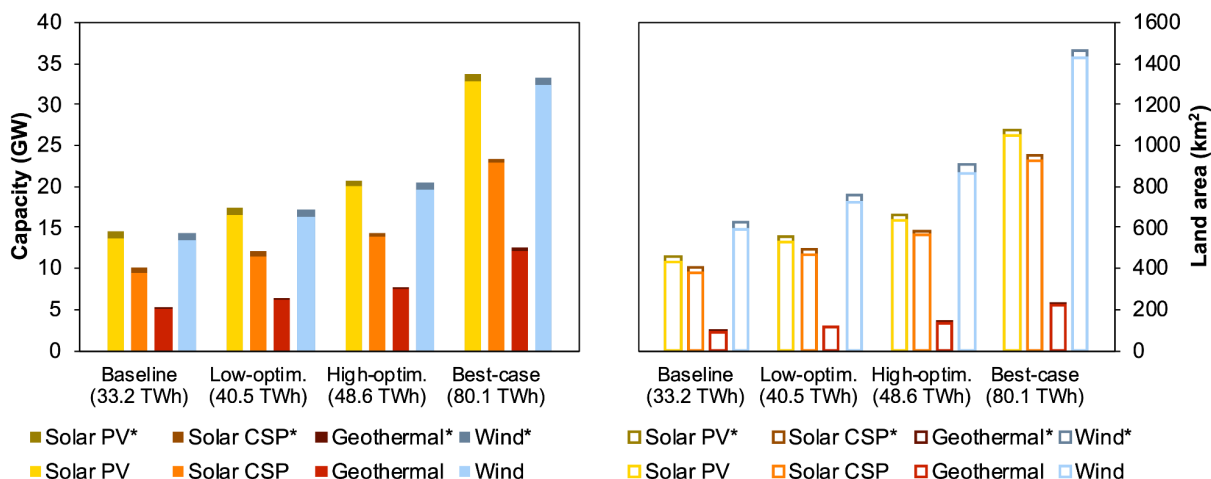 Capacity (GW)
40
35
30
25
20
15
10
5
0
Baseline
(33.2 TWh)
Low-optim.
(40.5 TWh)
High-optim.
(48.6 TWh)
Best-case
(80.1 TWh)
Solar PV* Solar CSP* Geothermal* Wind*
Solar PV Solar CSP Geothermal Wind
1600
1400
1200
1000
800
600
400
200
0
Land area (km²)
Baseline
(33.2 TWh)
Low-optim.
(40.5 TWh)
High-optim.
(48.6 TWh)
Best-case
(80.1 TWh)
Solar PV* Solar CSP* Geothermal* Wind*
Solar PV Solar CSP Geothermal Wind